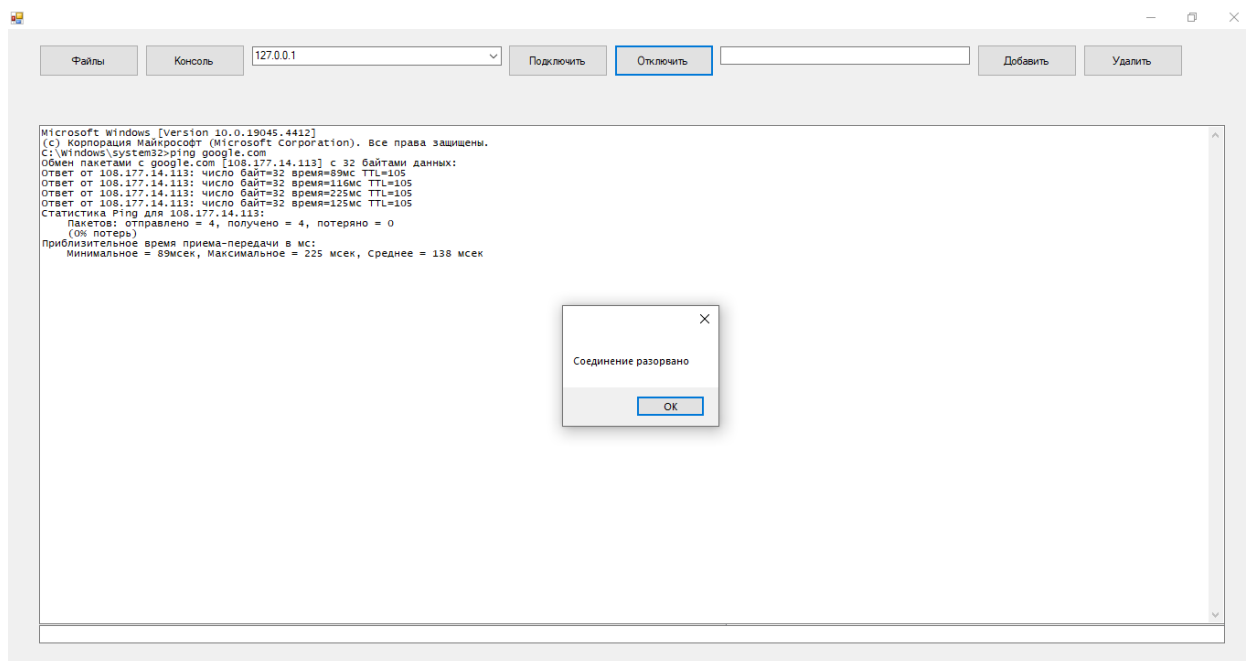 Файлы
Консоль
127.0.0.1
Подключить
Отключить
Добавить
Удалить
Microsoft Windows [Version 10.0.19045.4412]
(c) Корпорация Майкрософт (Microsoft Corporation). Все права защищены.
C:\Windows\system32>ping google.com
Обмен пакетами с google.com [108.177.14.113] с 32 байтами данных:
Ответ от 108.177.14.113: число байт=32 время=89мс TTL=105
Ответ от 108.177.14.113: число байт=32 время=116мс TTL=105
Ответ от 108.177.14.113: число байт=32 время=225мс TTL=105
Ответ от 108.177.14.113: число байт=32 время=125мс TTL=105
Статистика Ping для 108.177.14.113:
Пакетов: отправлено = 4, получено = 4, потеряно = 0
(0% потерь)
Приблизительное время приема-передачи в мс:
Минимальное = 89мсек, Максимальное = 225 мсек, Среднее = 138 мсек
Соединение разорвано
ОК